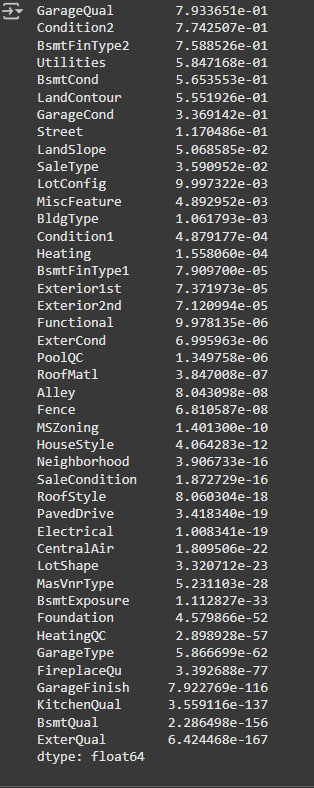 GarageQual 7.933651e-01
Condition2 7.742507e-01
BsmtFinType2 7.588526e-01
Utilities 5.847168e-01
BsmtCond 5.653553e-01
LandContour 5.551926e-01
GarageCond 3.369142e-01
Street 1.170486e-01
LandSlope 5.068585e-02
SaleType 3.590952e-02
LotConfig 9.997322e-03
MiscFeature 4.892952e-03
BldgType 1.061793e-03
Condition1 4.879177e-04
Heating 1.558060e-04
BsmtFinType1 7.909700e-05
Exterior1st 7.371973e-05
Exterior2nd 7.120994e-05
Functional 9.978135e-06
ExterCond 6.995963e-06
PoolQC 1.349758e-06
RoofMatl 3.847008e-07
Alley 8.043098e-08
Fence 6.810587e-08
MSZoning 1.401300e-10
HouseStyle 4.064283e-12
Neighborhood 3.906733e-16
SaleCondition 1.872729e-16
RoofStyle 8.060304e-18
PavedDrive 3.418340e-19
Electrical 1.008341e-19
CentralAir 1.809506e-22
LotShape 3.320712e-23
MasVnrType 5.231103e-28
BsmtExposure 1.112827e-33
Foundation 4.579866e-52
HeatingQC 2.898928e-57
GarageType 5.866699e-62
FireplaceQu 3.392688e-77
GarageFinish 7.922769e-116
KitchenQual 3.559116e-137
BsmtQual 2.286498e-156
ExterQual 6.424468e-167
dtype: float64